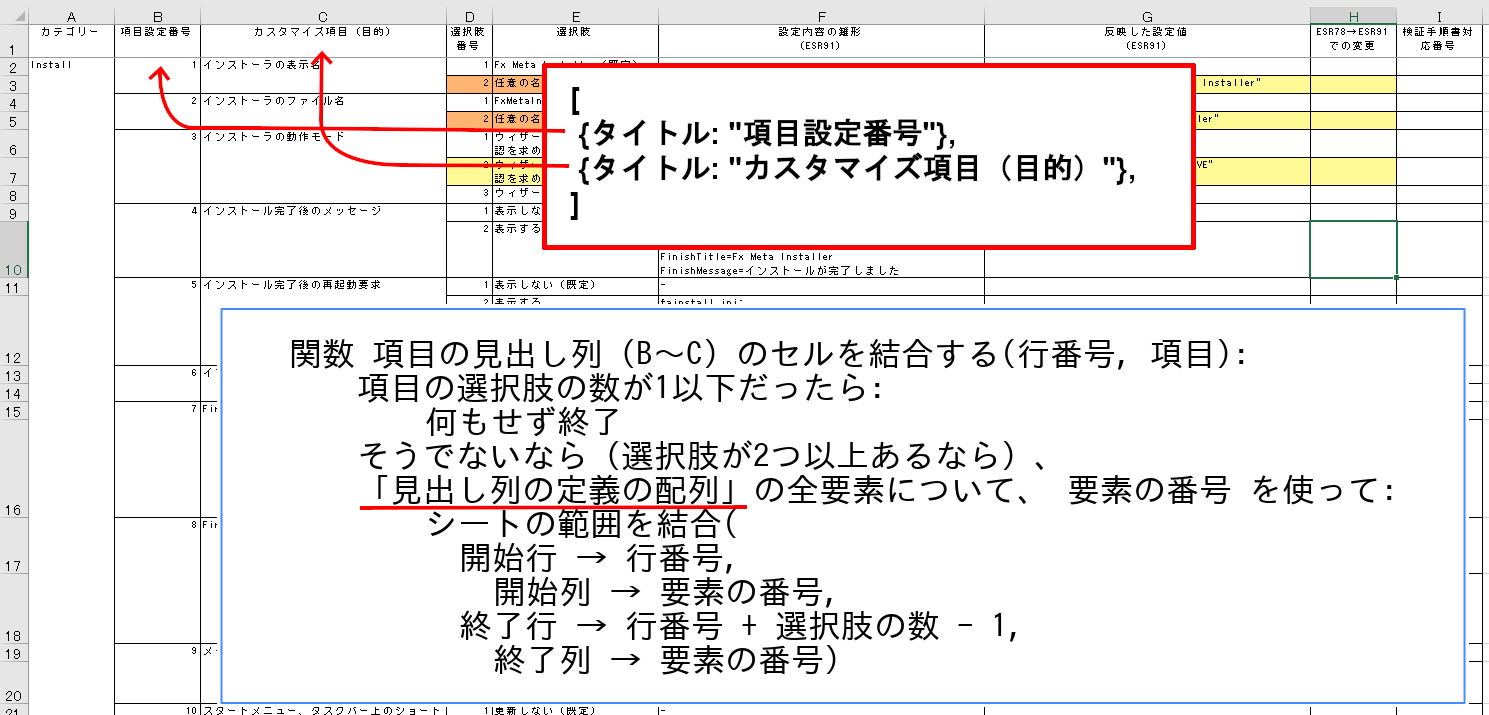 A B C D E F G H I
カテゴリー 項目設定番号 カスタマイズ項目（目的） 選択肢番号 選択肢 設定内容の雛形（ESR91） 反映した設定値（ESR91） ESR78→ESR91での変更 検証手順書対応番号
1
2 Install 1 インストーラの表示名 1 Fx Meta
3 2 任意の名 Installer"
4 2 インストーラのファイル名 1 FxMetaIn
5 2 任意の名 ler"
6 3 インストーラの動作モード 1 ウィザー
認を求め
7 2 ウィザー VE"
認を求め
8 3 ウィザー
9 4 インストール完了後のメッセージ 1 表示しな
10 2 表示する
FinishTitle=Fx Meta Installer
FinishMessage=インストールが完了しました
11 5 インストール完了後の再起動要求 1 表示しない（既定） -
2 表示する fainstall.ini:
12
13 6 イ
14
15 7 Fir
16
17 8 Fir
18
19 9 メ
20
21 10 スタートメニュー、タスクバー上のショート 1 更新しない（既定） -
[
{タイトル: "項目設定番号"},
{タイトル: "カスタマイズ項目（目的）"},
]
関数 項目の見出し列（B～C）のセルを結合する(行番号, 項目):
項目の選択肢の数が1以下だったら:
何もせず終了
そうでないなら（選択肢が2つ以上あるなら）、
「見出し列の定義の配列」の全要素について、 要素の番号 を使って:
シートの範囲を結合(
開始行 → 行番号,
開始列 → 要素の番号,
終了行 → 行番号 + 選択肢の数 - 1,
終了列 → 要素の番号)